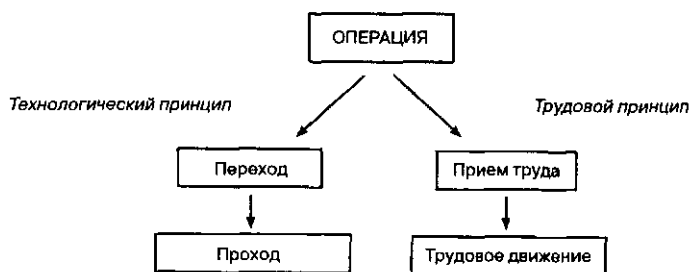 ОПЕРАЦИЯ
Технологический принцип
Трудовой принцип
Переход
Прием труда
Проход
Трудовое движение